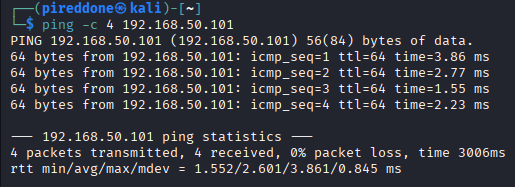 ┌──(pireddone㉿kali)-[~]
└─$ ping -c 4 192.168.50.101
PING 192.168.50.101 (192.168.50.101) 56(84) bytes of data.
64 bytes from 192.168.50.101: icmp_seq=1 ttl=64 time=3.86 ms
64 bytes from 192.168.50.101: icmp_seq=2 ttl=64 time=2.77 ms
64 bytes from 192.168.50.101: icmp_seq=3 ttl=64 time=1.55 ms
64 bytes from 192.168.50.101: icmp_seq=4 ttl=64 time=2.23 ms

--- 192.168.50.101 ping statistics ---
4 packets transmitted, 4 received, 0% packet loss, time 3006ms
rtt min/avg/max/mdev = 1.552/2.601/3.861/0.845 ms